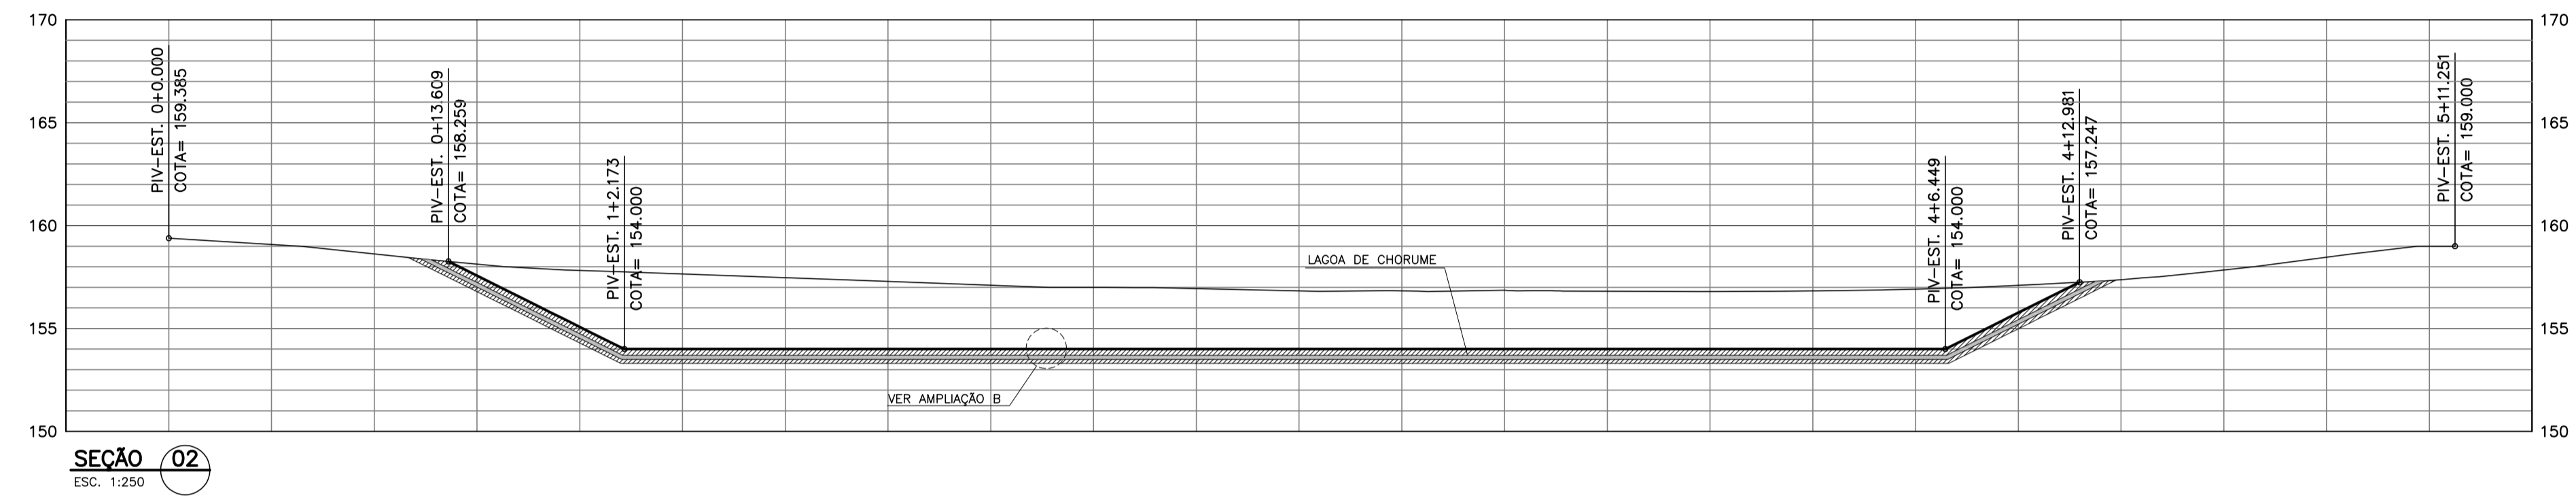 170
165
160
155
150
PIV-EST. 0+0.000
COTA= 159.385
PIV-EST. 0+13.609
COTA= 158.259
PIV-EST. 1+2.173
COTA= 154.000
LAGOA DE CHORUME
VER AMPLIAÇÃO B
PIV-EST. 4+6.449
COTA= 154.000
PIV-EST. 4+12.981
COTA= 157.247
PIV-EST. 5+11.251
COTA= 159.000
170
165
160
155
150
SEÇÃO 02
ESC. 1:250